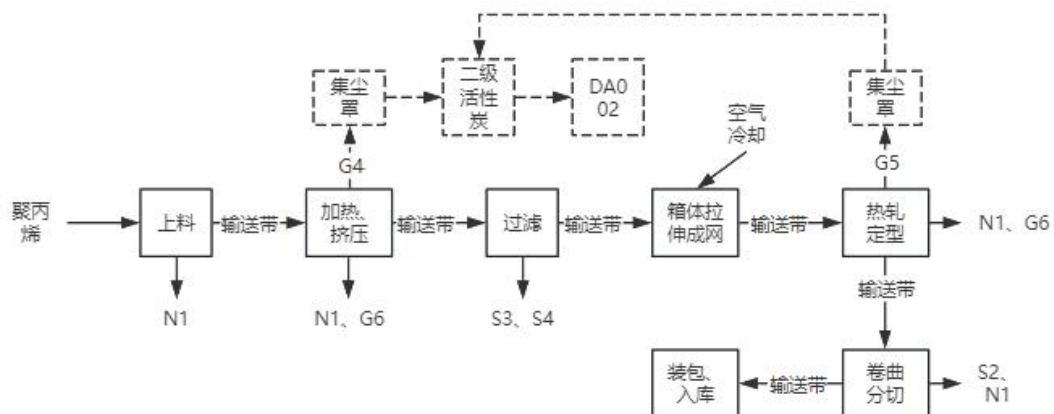 集尘
罩
二级
活性
炭
DA0
02
集尘
罩
空气
冷却
G4
G5
聚丙
烯
上料
输送带
加热、
挤压
输送带
过滤
输送带
箱体拉
伸成网
输送带
热轧
定型
N1、G6
N1
N1、G6
S3、S4
输送带
装包、
入库
输送带
卷曲
分切
S2、
N1